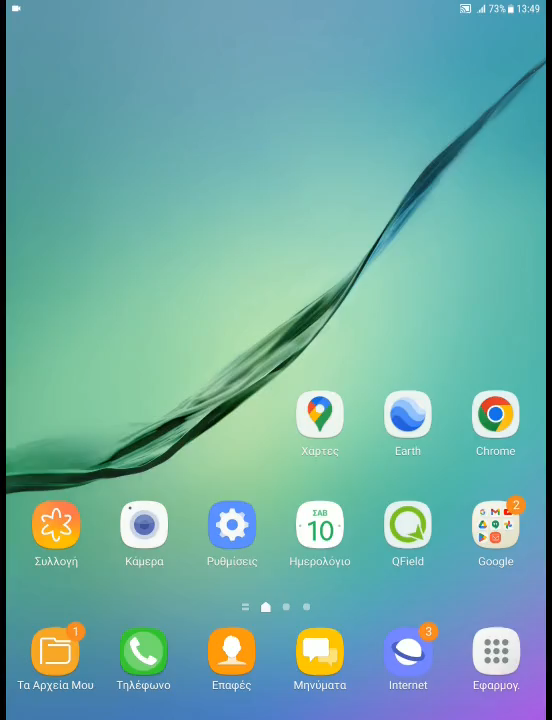 73% 13:49
Χάρτες Earth Chrome
ΣΑΒ
10
2
Συλλογή Κάμερα Ρυθμίσεις Ημερολόγιο QField Google
1 3
Τα Αρχεία Μου Τηλέφωνο Επαφές Μηνύματα Internet Εφαρμογ.